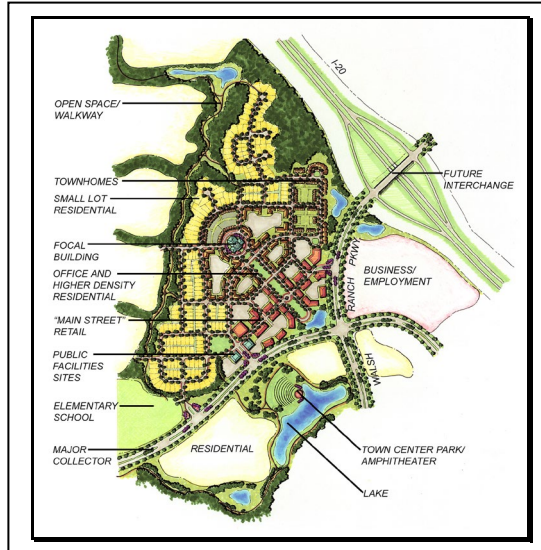 I-20
OPEN SPACE/
WALKWAY
TOWNHOMES
SMALL LOT
RESIDENTIAL
FOCAL
BUILDING
OFFICE AND
HIGHER DENSITY
RESIDENTIAL
"MAIN STREET"
RETAIL
PUBLIC
FACILITIES
SITES
ELEMENTARY
SCHOOL
MAJOR
COLLECTOR
FUTURE
INTERCHANGE
BUSINESS/
EMPLOYMENT
WALSH
RANCH PKWY
RESIDENTIAL
TOWN CENTER PARK/
AMPHITHEATER
LAKE